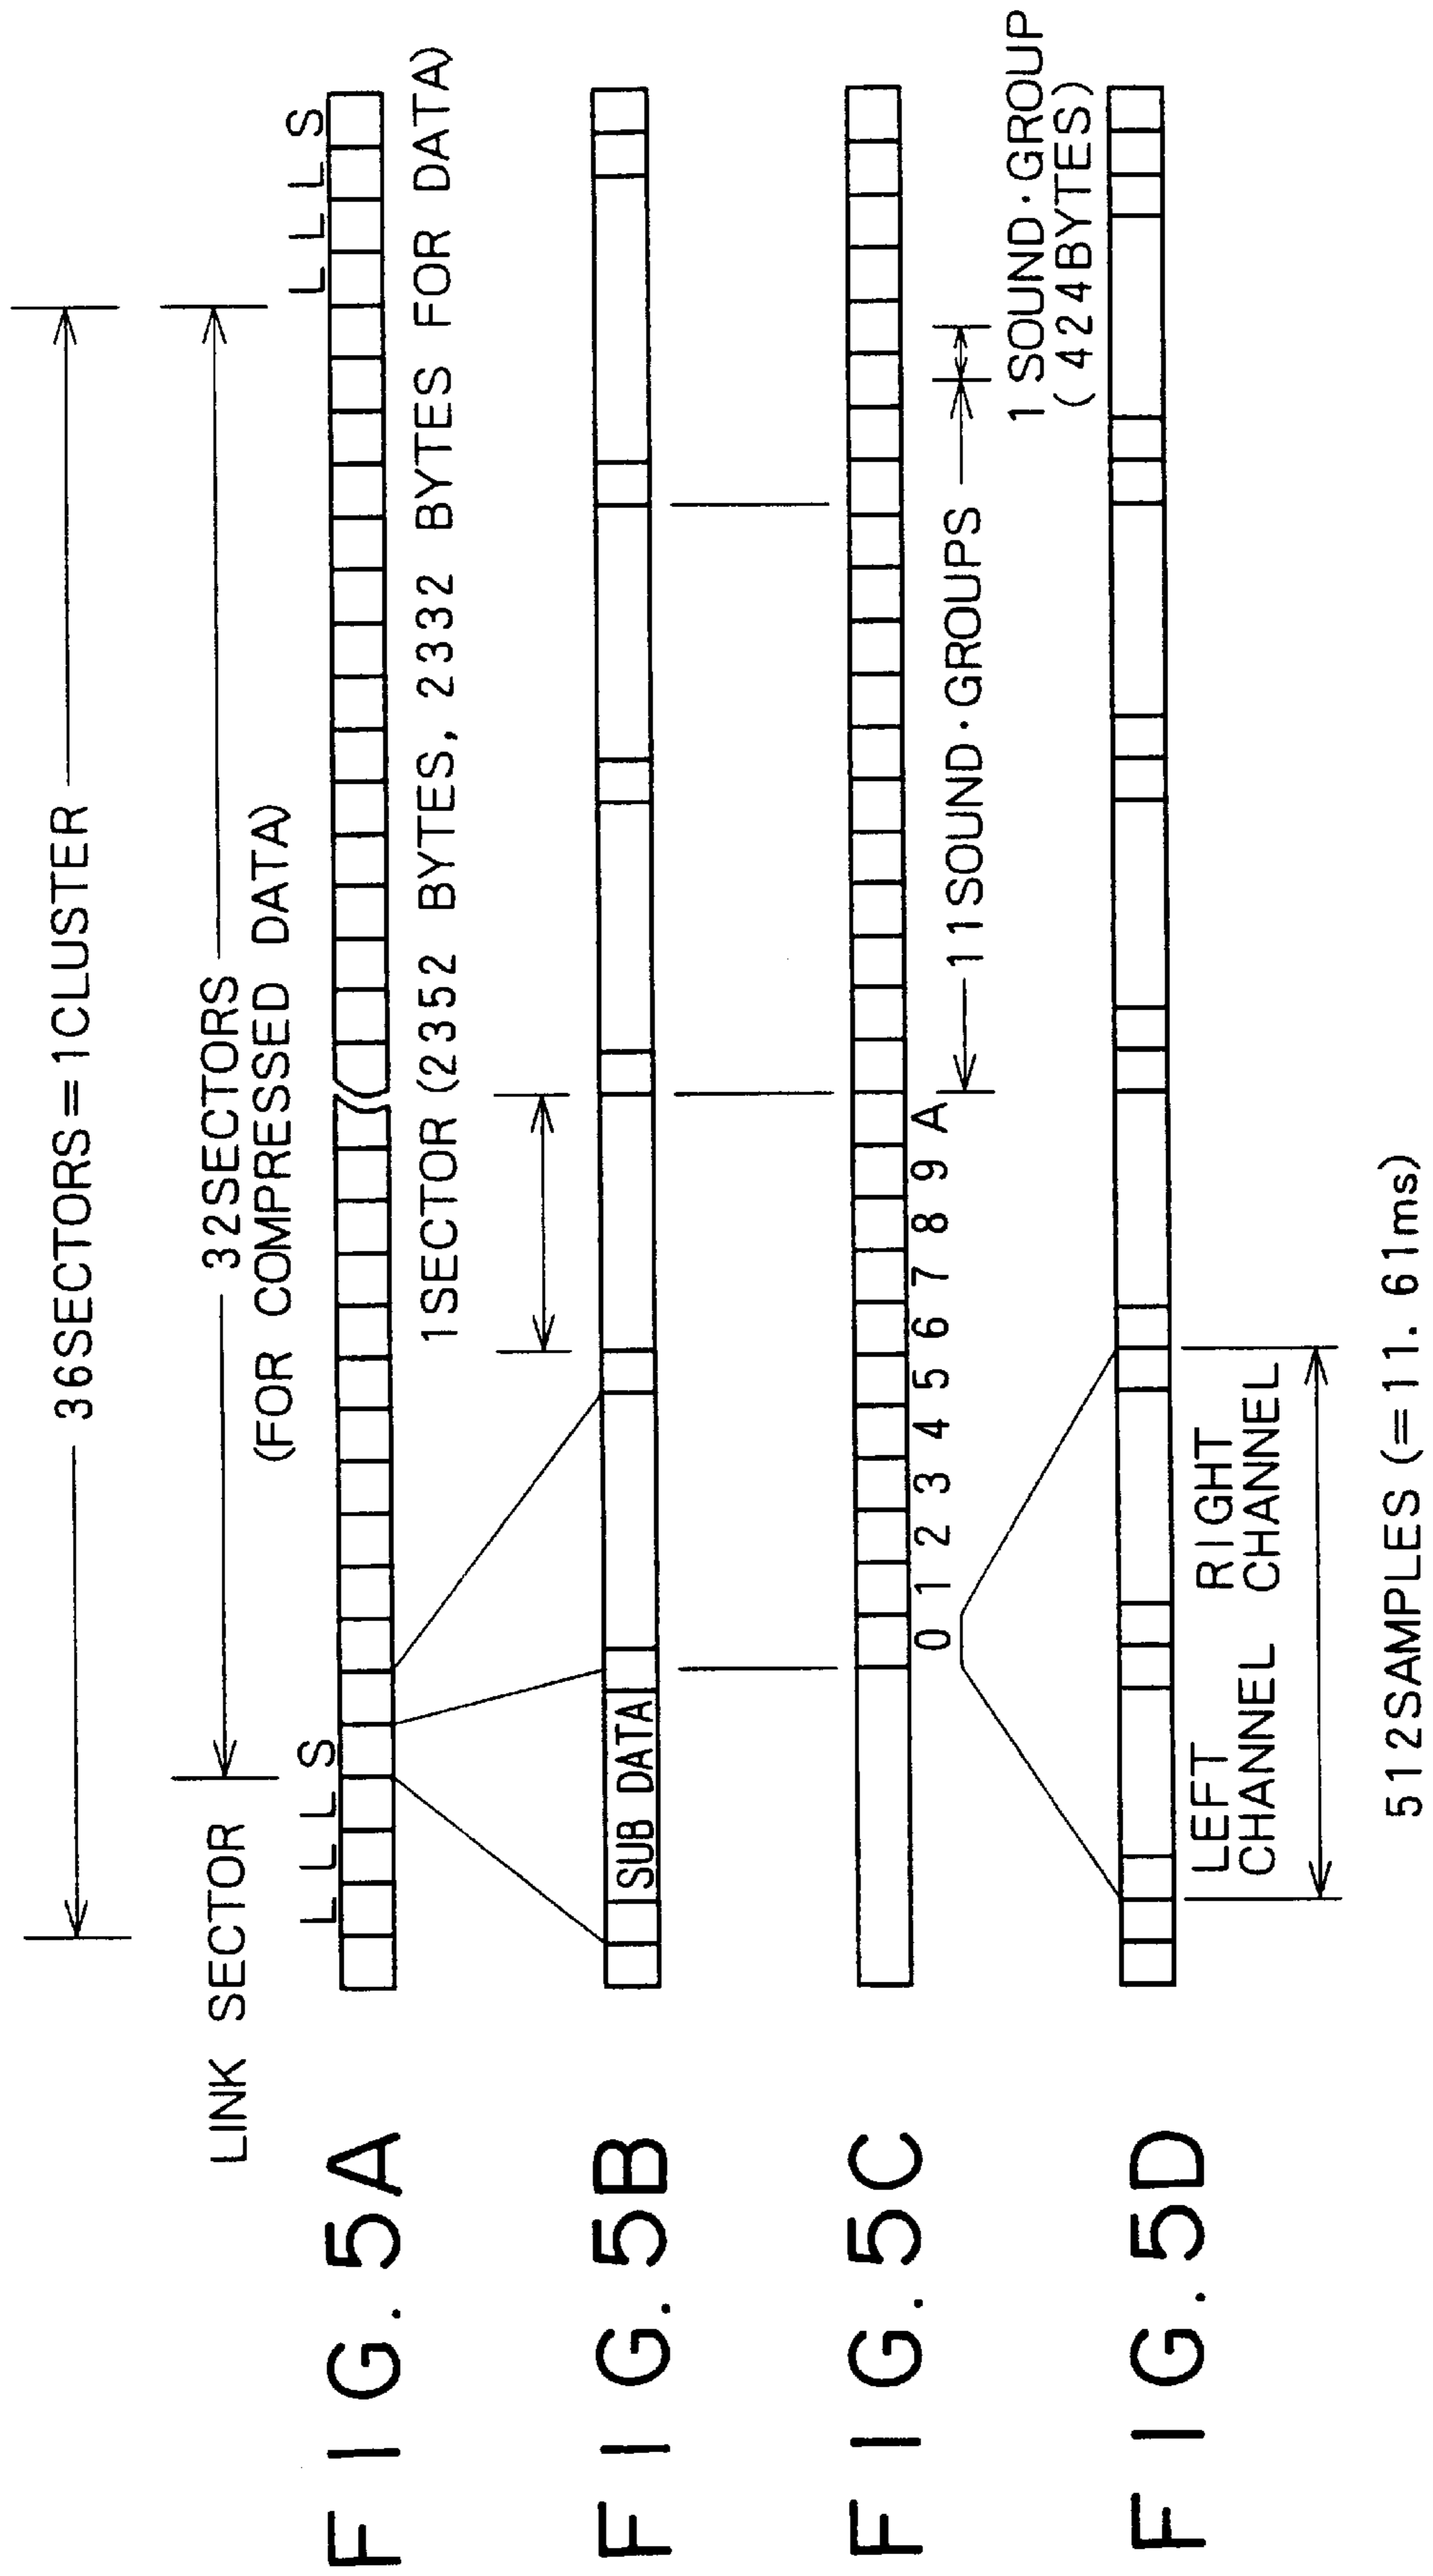 36SECTORS=1CLUSTER
LINK SECTOR
32SECTORS
(FOR COMPRESSED DATA)
L L L S
L L L S
FIG. 5A
1SECTOR (2352 BYTES, 2332 BYTES FOR DATA)
FIG. 5B
SUB DATA
FIG. 5C
0 1 2 3 4 5 6 7 8 9 A
11SOUND·GROUPS
1SOUND·GROUP
(424BYTES)
FIG. 5D
LEFT
CHANNEL
RIGHT
CHANNEL
512SAMPLES (=11. 61ms)